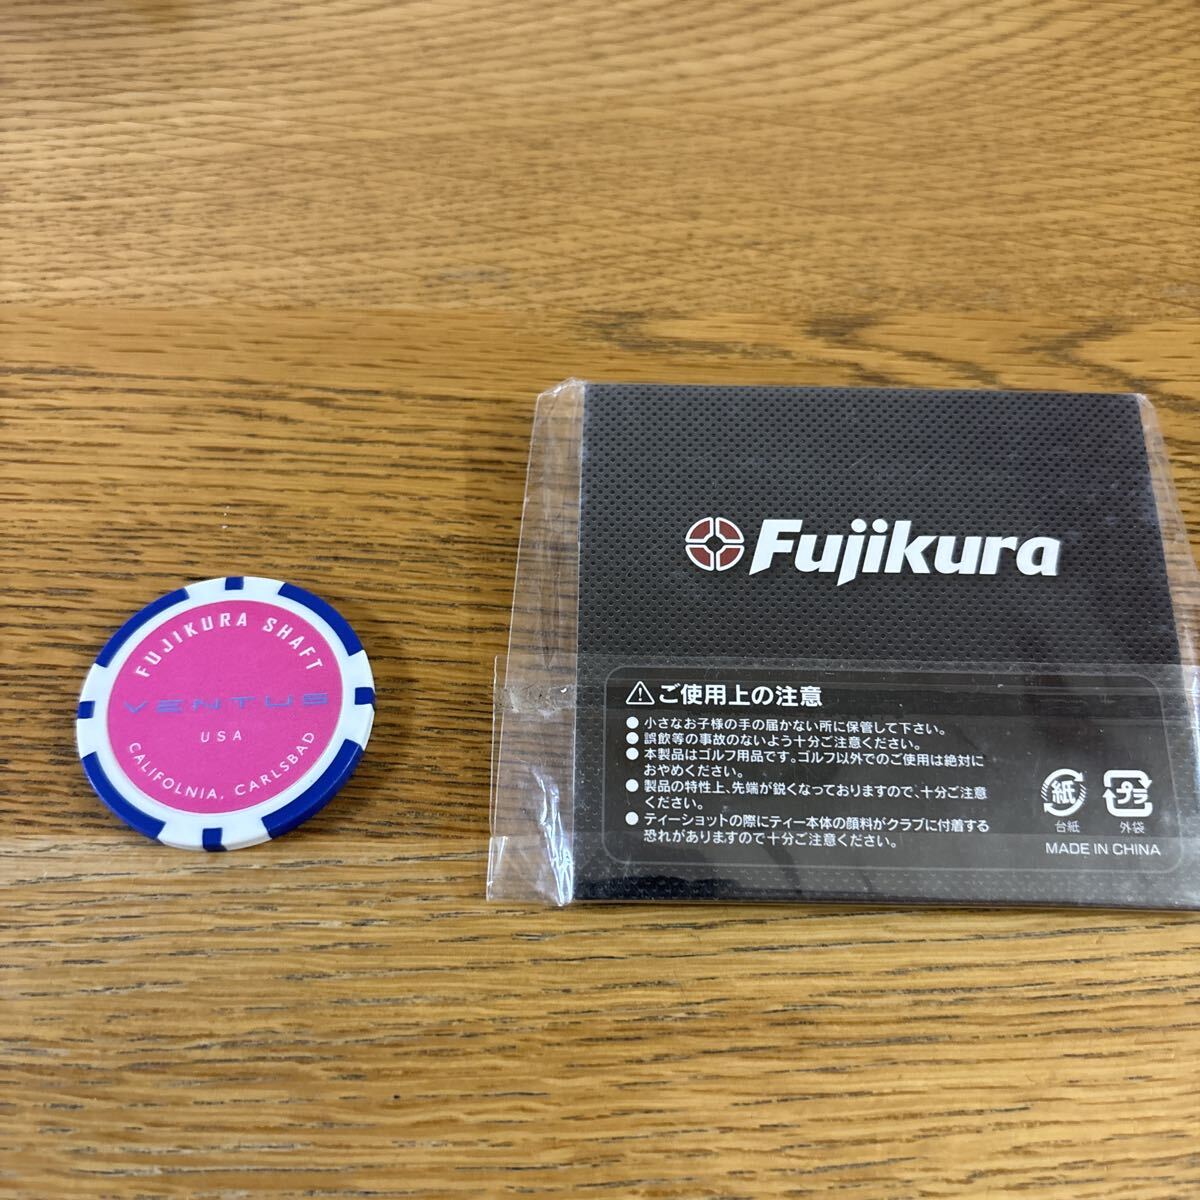 FUJIKURA SHAFT
VENTUS
USA
CALIFOLNIA, CARLSBAD
Fujikura
ご使用上の注意
● 小さなお子様の手の届かない所に保管して下さい。
● 誤飲等の事故のないよう十分ご注意ください。
● 本製品はゴルフ用品です。ゴルフ以外でのご使用は絶対に
おやめください。
● 製品の特性上、先端が鋭くなっておりますので、十分ご注意
ください。
● ティーショットの際にティー本体の顔料がクラブに付着する
恐れがありますので十分ご注意ください。
紙
台紙
プラ
外袋
MADE IN CHINA